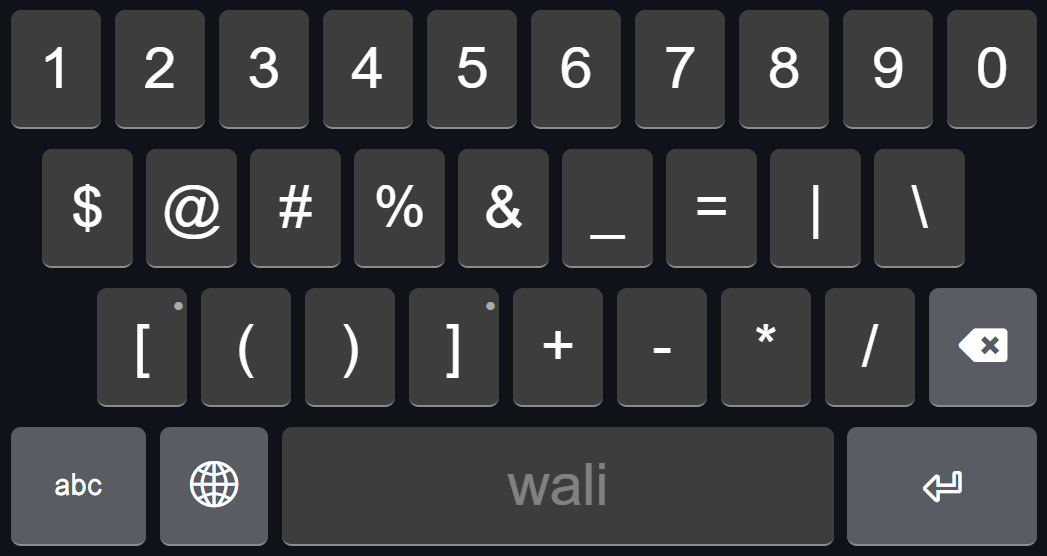 1 2 3 4 5 6 7 8 9 0
$ @ # % & _ = | \
[ ( ) ] + - * /
abc wali